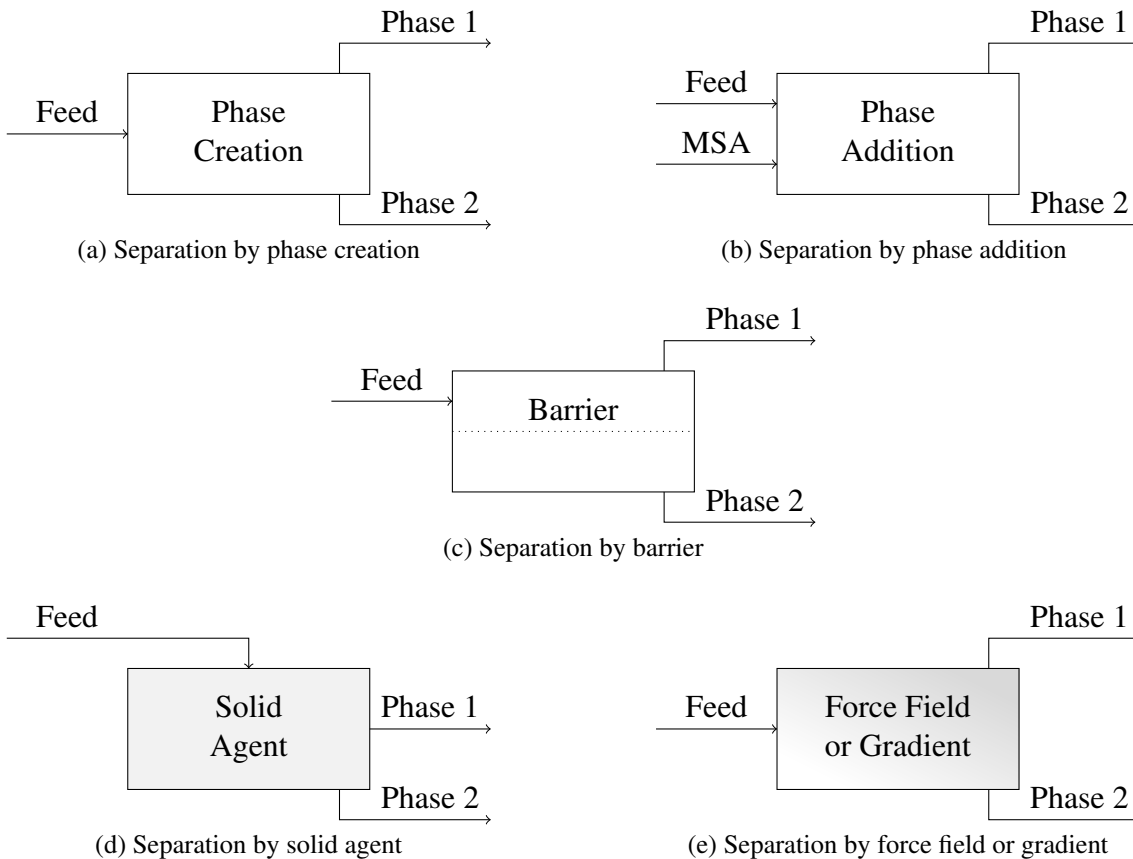 Phase 1
Feed
Phase
Creation
Phase 2
(a) Separation by phase creation
Phase 1
Feed
MSA
Phase
Addition
Phase 2
(b) Separation by phase addition
Phase 1
Feed
Barrier
Phase 2
(c) Separation by barrier
Feed
Solid
Agent
Phase 1
Phase 2
(d) Separation by solid agent
Phase 1
Feed
Force Field
or Gradient
Phase 2
(e) Separation by force field or gradient